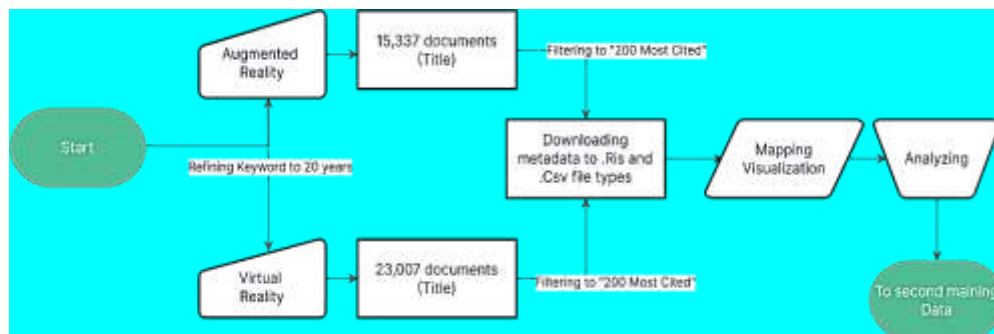 Augmented
Reality
15,337 documents
(Title)
Filtering to "200 Most Cited"
Start
Refining Keyword to 20 years
Downloading
metadata to .Ris and
.Csv file types
Mapping
Visualization
Analyzing
Virtual
Reality
23,007 documents
(Title)
Filtering to "200 Most Cited"
To second maining
Data